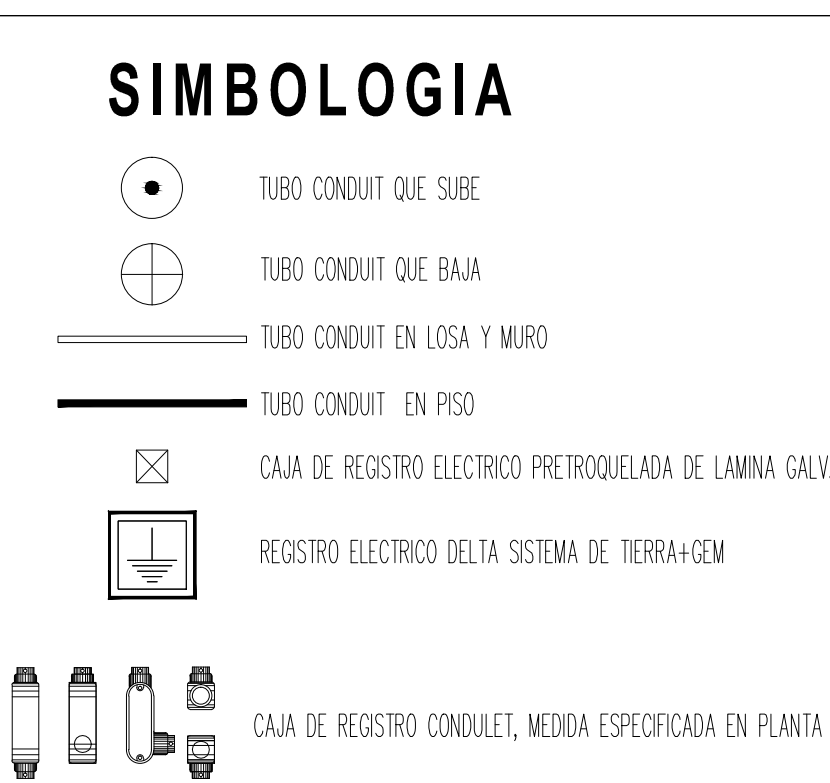 SIMBOLOGIA
TUBO CONDUIT QUE SUBE
TUBO CONDUIT QUE BAJA
TUBO CONDUIT EN LOSA Y MURO
TUBO CONDUIT EN PISO
CAJA DE REGISTRO ELECTRICO PRETROQUELADA DE LAMINA GALV.
REGISTRO ELECTRICO DELTA SISTEMA DE TIERRA+GEM
CAJA DE REGISTRO CONDULET, MEDIDA ESPECIFICADA EN PLANTA